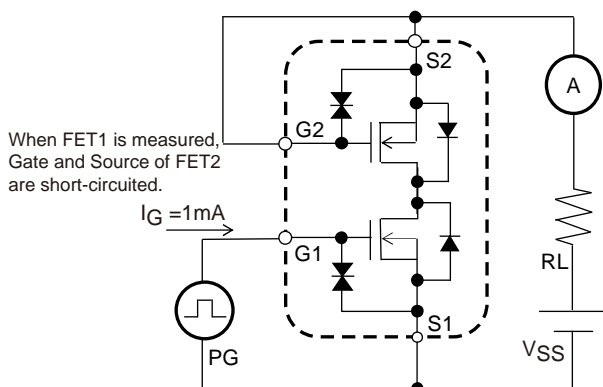 S2
A
When FET1 is measured,
Gate and Source of FET2
are short-circuited.
G2
IG =1mA
G1
RL
S1
PG
VSS